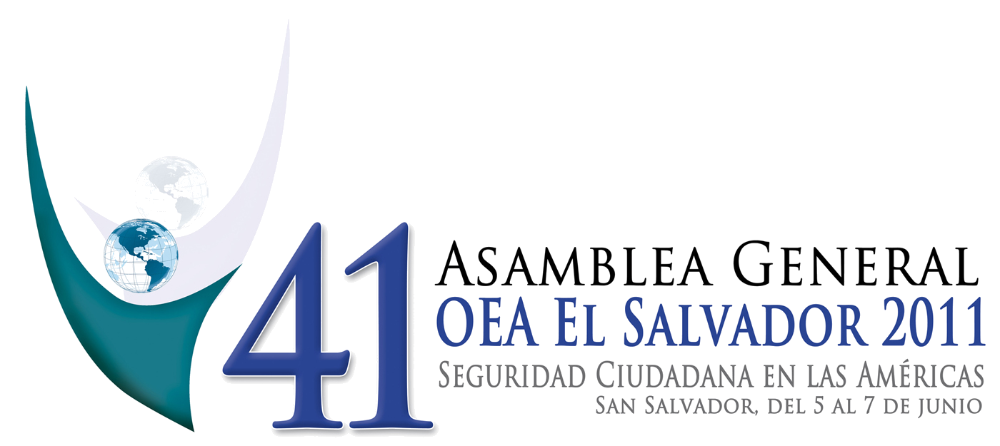 41
ASAMBLEA GENERAL
OEA EL SALVADOR 2011
SEGURIDAD CIUDADANA EN LAS AMÉRICAS
SAN SALVADOR, DEL 5 AL 7 DE JUNIO